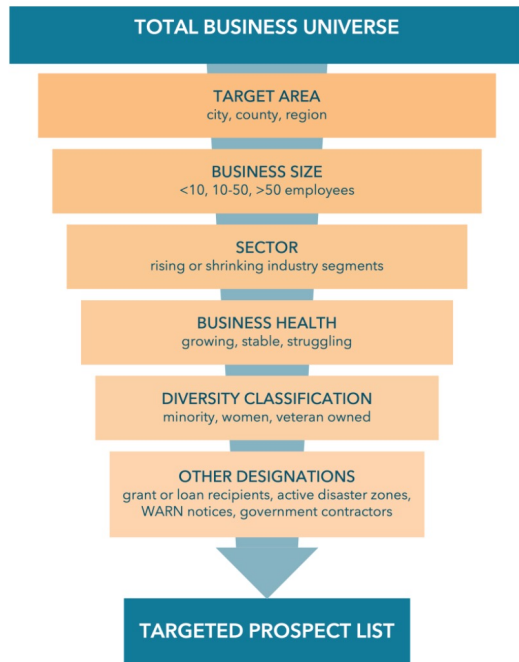 TOTAL BUSINESS UNIVERSE
TARGET AREA
city, county, region
BUSINESS SIZE
<10, 10-50, >50 employees
SECTOR
rising or shrinking industry segments
BUSINESS HEALTH
growing, stable, struggling
DIVERSITY CLASSIFICATION
minority, women, veteran owned
OTHER DESIGNATIONS
grant or loan recipients, active disaster zones,
WARN notices, government contractors
TARGETED PROSPECT LIST